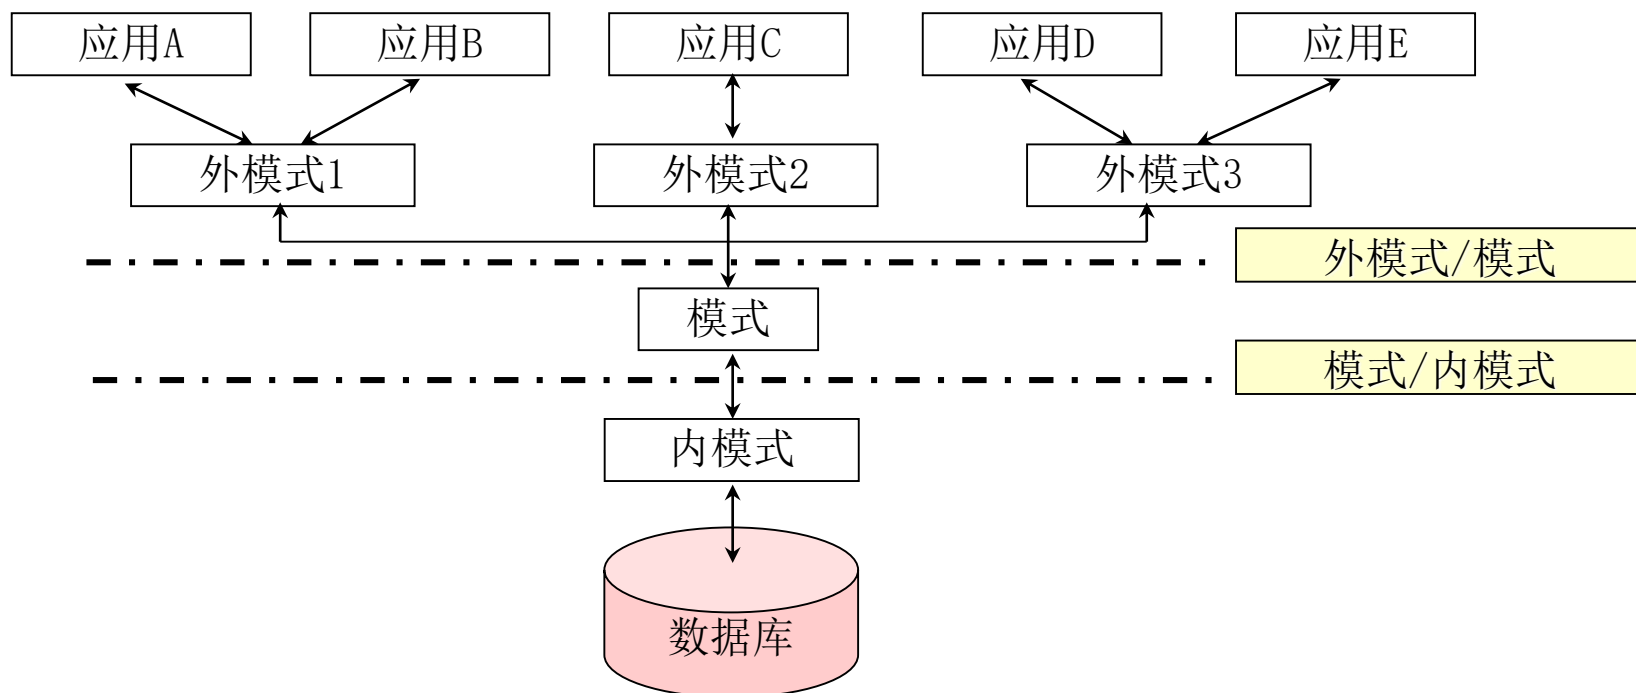 应用A
应用B
应用C
应用D
应用E
外模式1
外模式2
外模式3
外模式/模式
模式
模式/内模式
内模式
数据库